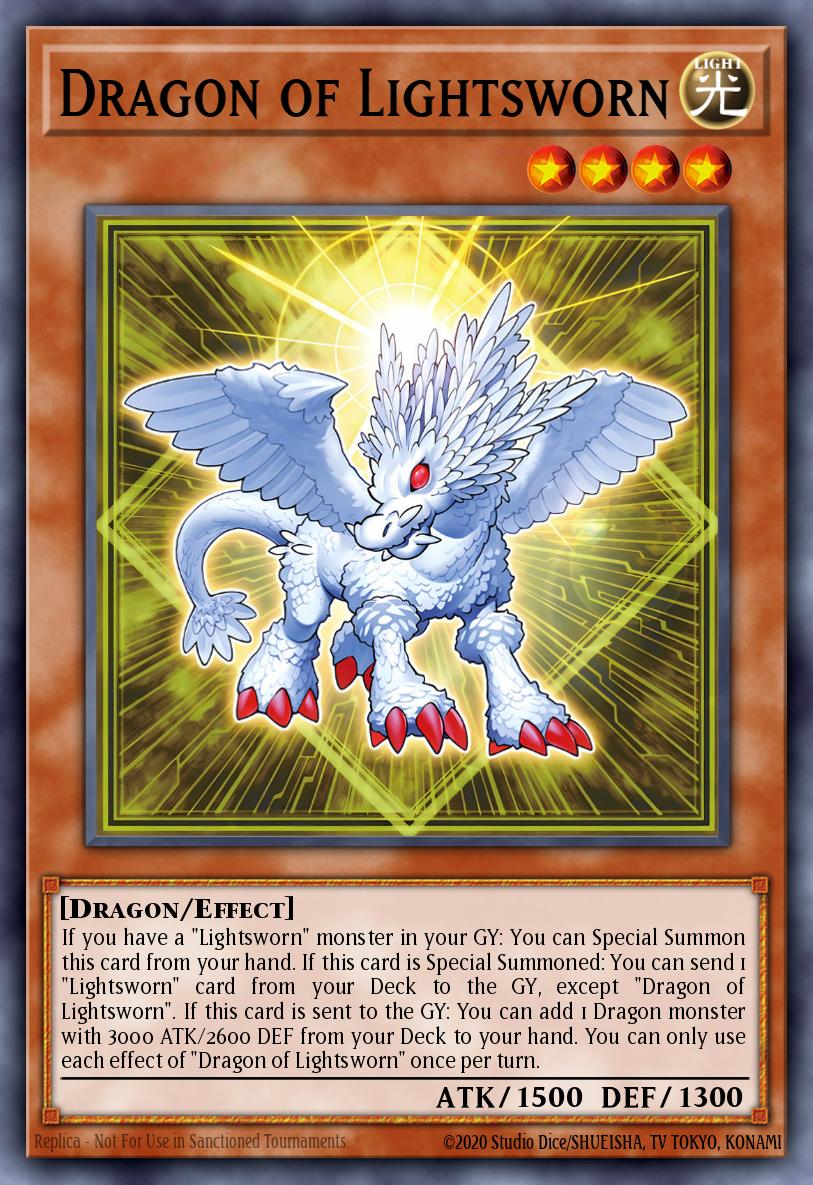 Dragon of Lightsworn
LIGHT
光
[Dragon/Effect]
If you have a "Lightsworn" monster in your GY: You can Special Summon
this card from your hand. If this card is Special Summoned: You can send 1
"Lightsworn" card from your Deck to the GY, except "Dragon of
Lightsworn". If this card is sent to the GY: You can add 1 Dragon monster
with 3000 ATK/2600 DEF from your Deck to your hand. You can only use
each effect of "Dragon of Lightsworn" once per turn.
ATK/1500 DEF/1300
Replica - Not For Use in Sanctioned Tournaments.
©2020 Studio Dice/SHUEISHA, TV TOKYO, KONAMI